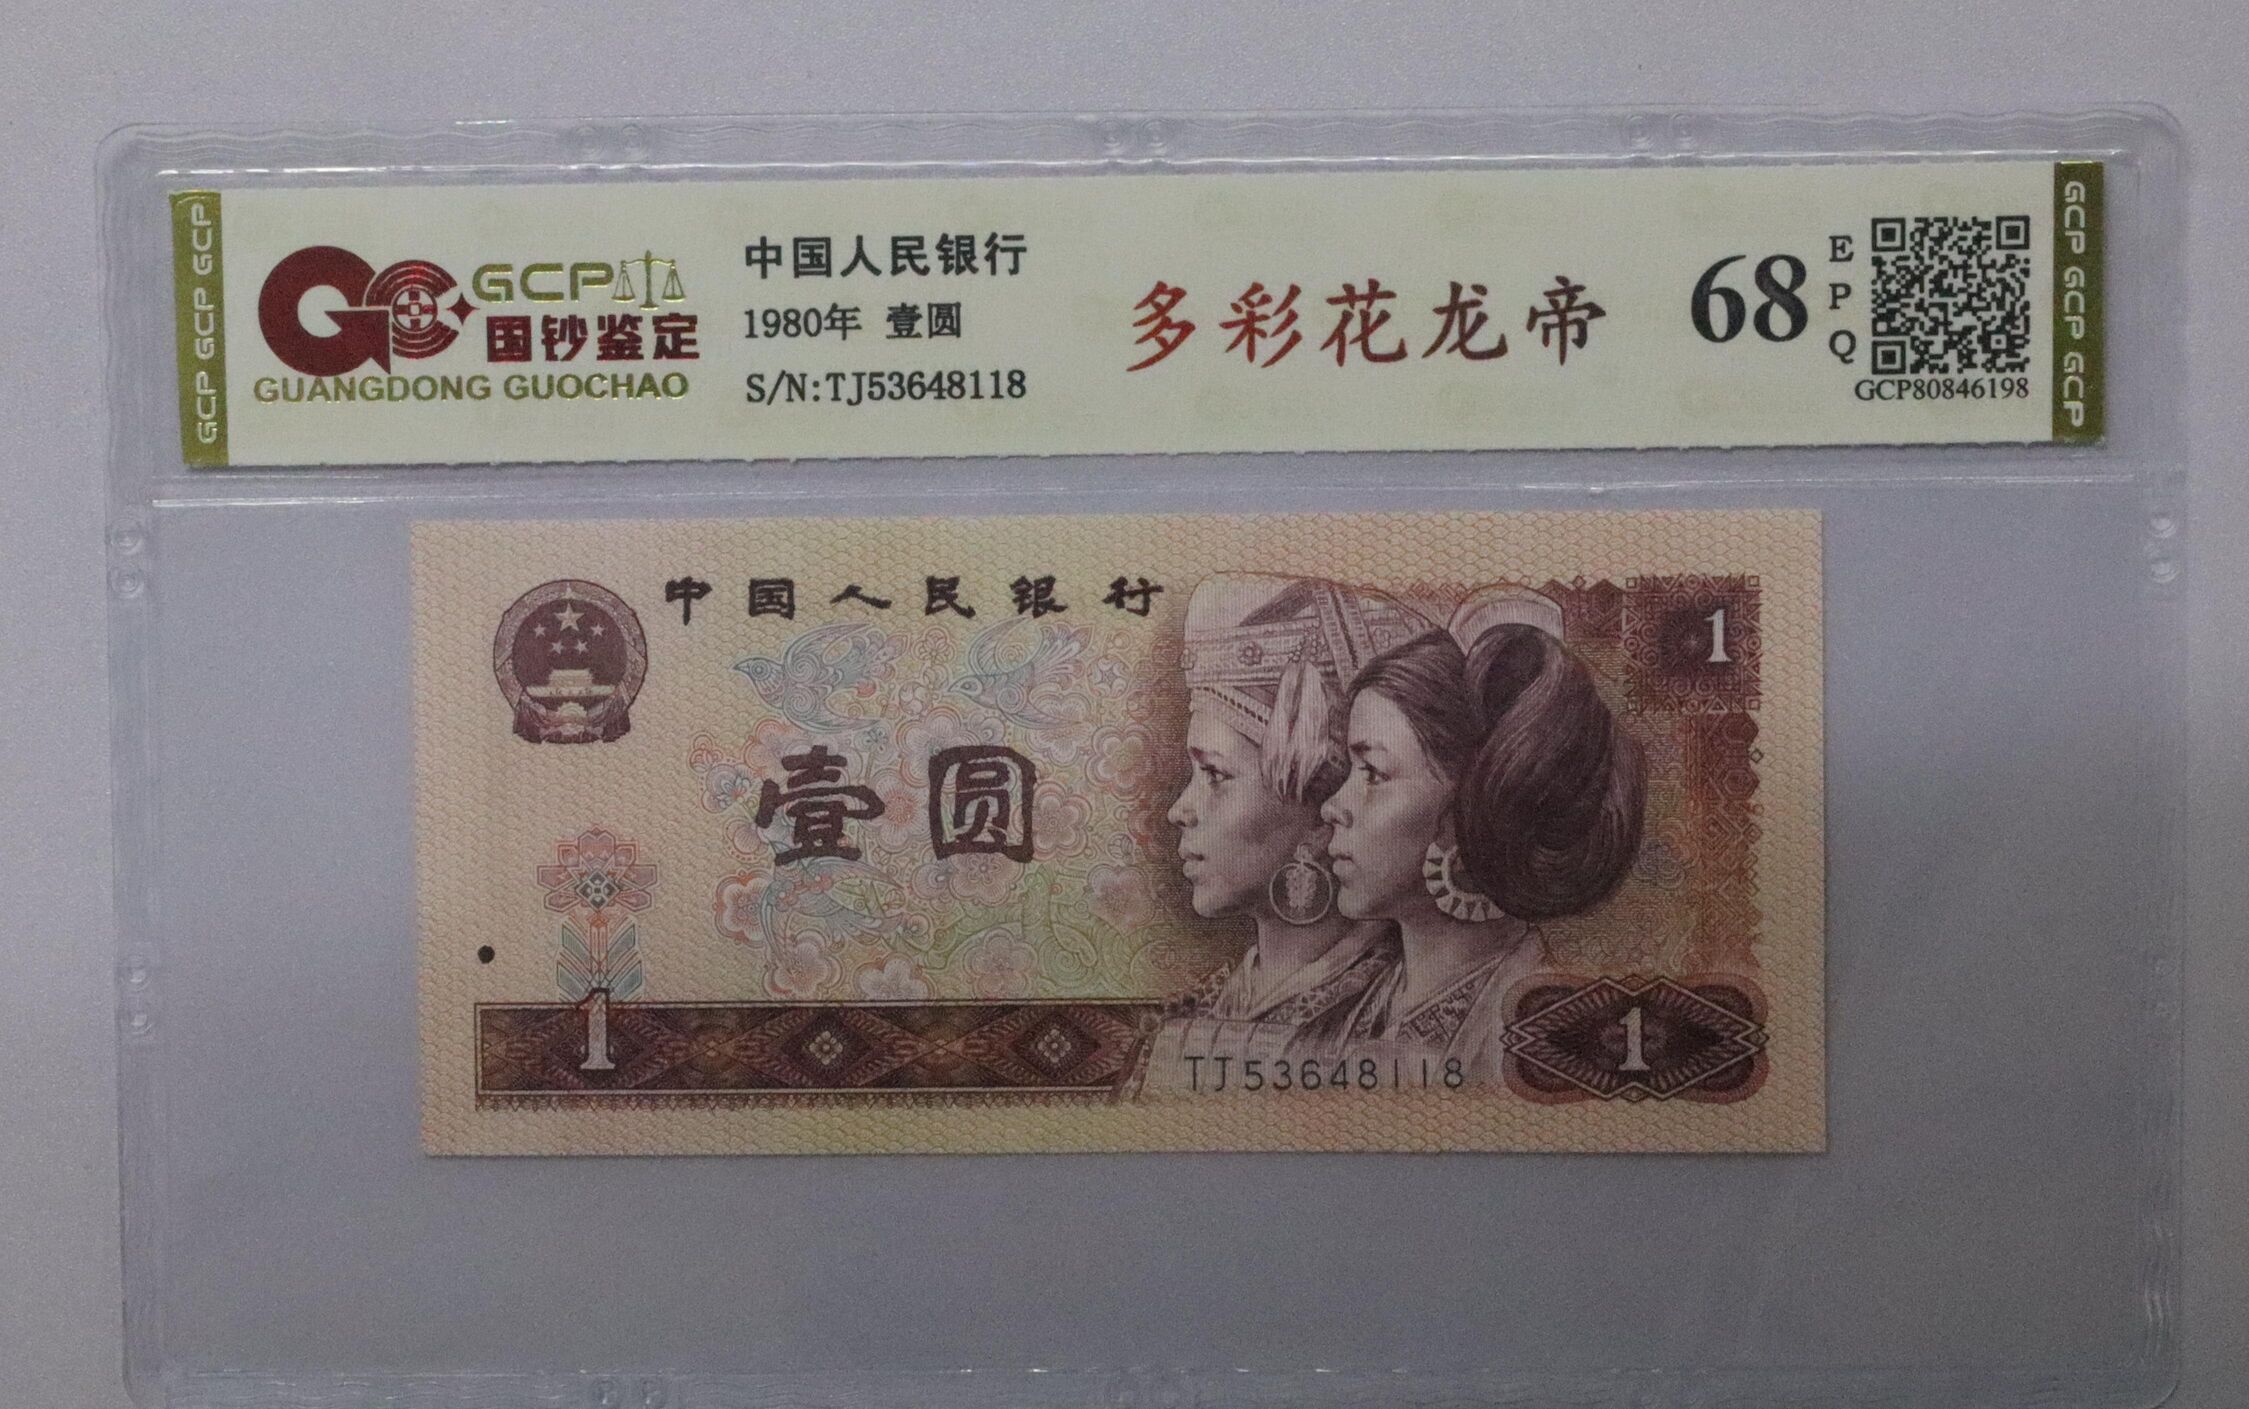 GCP GCP GCP
GCP
国钞鉴定
GUANGDONG GUOCHAO
中国人民银行
1980年 壹圆
S/N:TJ53648118
多彩花龙帝
68
EPQ
GCP80846198
GCP GCP GCP
中国人民银行
1
壹圆
1
1
TJ53648118